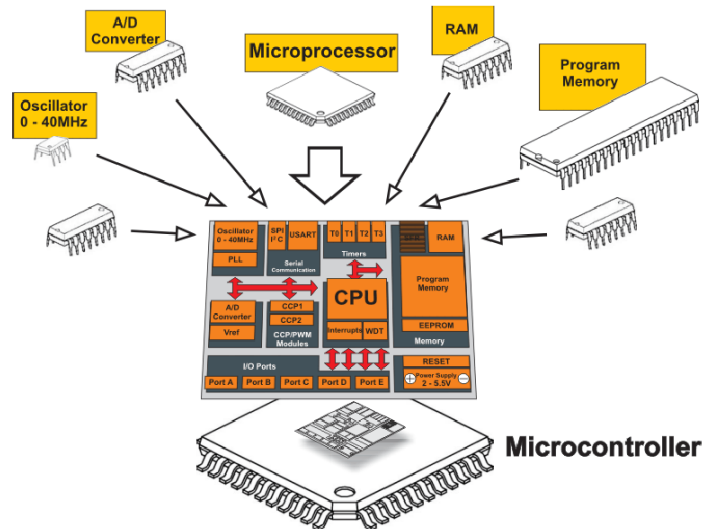 A/D
Converter
Microprocessor
RAM
Program
Memory
Oscillator
0 - 40MHz
Oscillator
0 - 40MHz
PLL
SPI
I²C
USART
Serial
Communication
T0
T1
T2
T3
Timers
RAM
Program
Memory
EEPROM
Memory
A/D
Converter
Vref
CCP1
CCP2
CCP/PWM
Modules
CPU
Interrupts
WDT
I/O Ports
Port A
Port B
Port C
Port D
Port E
RESET
Power Supply
2 - 5.5V
Microcontroller